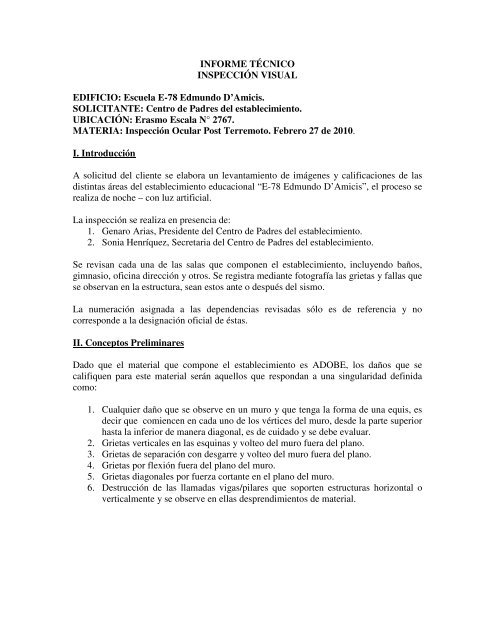 INFORME TÉCNICO
INSPECCIÓN VISUAL
EDIFICIO: Escuela E-78 Edmundo D’Amicis.
SOLICITANTE: Centro de Padres del establecimiento.
UBICACIÓN: Erasmo Escala N° 2767.
MATERIA: Inspección Ocular Post Terremoto. Febrero 27 de 2010.
I. Introducción
A solicitud del cliente se elabora un levantamiento de imágenes y calificaciones de las
distintas áreas del establecimiento educacional “E-78 Edmundo D’Amicis”, el proceso se
realiza de noche – con luz artificial.
La inspección se realiza en presencia de:
1. Genaro Arias, Presidente del Centro de Padres del establecimiento.
2. Sonia Henríquez, Secretaria del Centro de Padres del establecimiento.
Se revisan cada una de las salas que componen el establecimiento, incluyendo baños,
gimnasio, oficina dirección y otros. Se registra mediante fotografía las grietas y fallas que
se observan en la estructura, sean estos ante o después del sismo.
La numeración asignada a las dependencias revisadas sólo es de referencia y no
corresponde a la designación oficial de éstas.
II. Conceptos Preliminares
Dado que el material que compone el establecimiento es ADOBE, los daños que se
califiquen para este material serán aquellos que respondan a una singularidad definida
como:
1. Cualquier daño que se observe en un muro y que tenga la forma de una equis, es
decir que comiencen en cada uno de los vértices del muro, desde la parte superior
hasta la inferior de manera diagonal, es de cuidado y se debe evaluar.
2. Grietas verticales en las esquinas y volteo del muro fuera del plano.
3. Grietas de separación con desgarre y volteo del muro fuera del plano.
4. Grietas por flexión fuera del plano del muro.
5. Grietas diagonales por fuerza cortante en el plano del muro.
6. Destrucción de las llamadas vigas/pilares que soporten estructuras horizontal o
verticalmente y se observe en ellas desprendimientos de material.